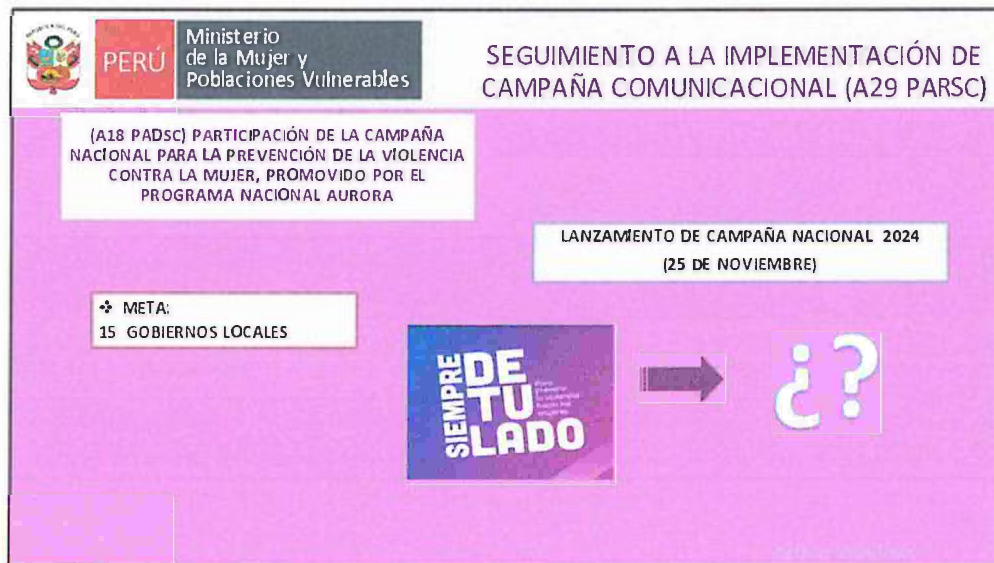 PERÚ
Ministerio
de la Mujer y
Poblaciones Vulnerables
SEGUIMIENTO A LA IMPLEMENTACIÓN DE
CAMPAÑA COMUNICACIONAL (A29 PARSC)
(A18 PADSC) PARTICIPACIÓN DE LA CAMPAÑA
NACIONAL PARA LA PREVENCIÓN DE LA VIOLENCIA
CONTRA LA MUJER, PROMOVIDO POR EL
PROGRAMA NACIONAL AURORA
LANZAMIENTO DE CAMPAÑA NACIONAL 2024
(25 DE NOVIEMBRE)
❖ META:
15 GOBIERNOS LOCALES
SIEMPRE
DE
TU
LADO
¿?